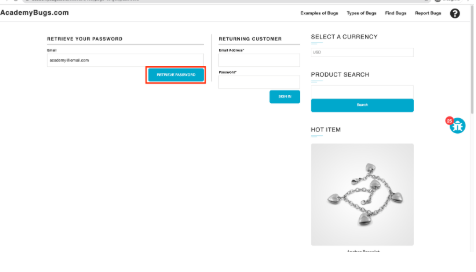 AcademyBugs.com
Examples of Bugs Types of Bugs Find Bugs Report Bugs
RETRIEVE YOUR PASSWORD
Email
academy@email.com
RETRIEVE PASSWORD
RETURNING CUSTOMER
Email Address*
Password*
SIGN IN
SELECT A CURRENCY
USD
PRODUCT SEARCH
Search
HOT ITEM